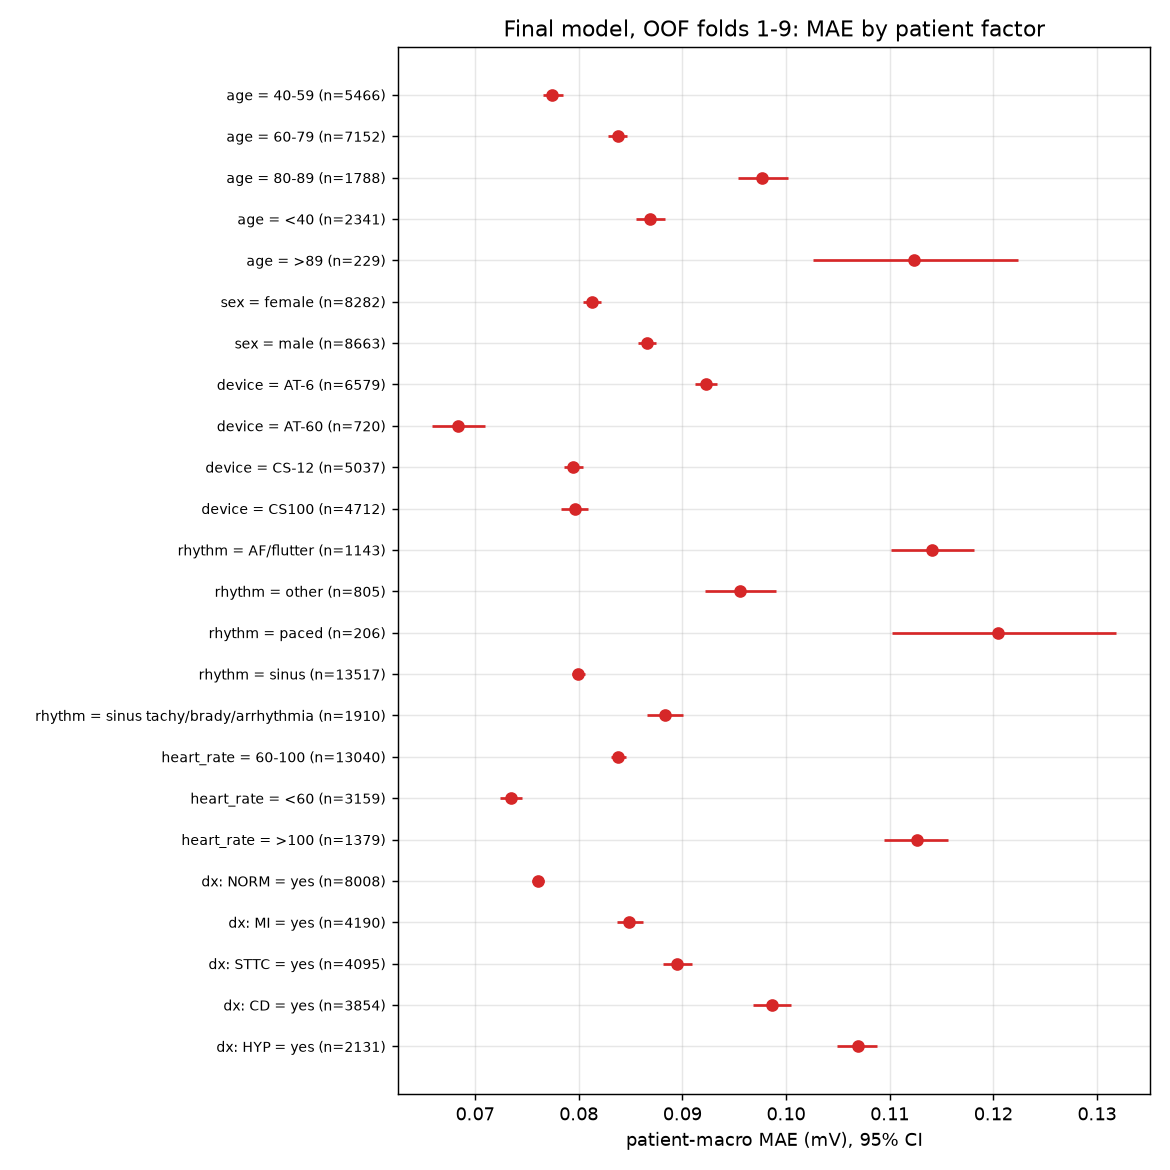 Final model, OOF folds 1-9: MAE by patient factor
age = 40-59 (n=5466)
age = 60-79 (n=7152)
age = 80-89 (n=1788)
age = <40 (n=2341)
age = >89 (n=229)
sex = female (n=8282)
sex = male (n=8663)
device = AT-6 (n=6579)
device = AT-60 (n=720)
device = CS-12 (n=5037)
device = CS100 (n=4712)
rhythm = AF/flutter (n=1143)
rhythm = other (n=805)
rhythm = paced (n=206)
rhythm = sinus (n=13517)
rhythm = sinus tachy/brady/arrhythmia (n=1910)
heart_rate = 60-100 (n=13040)
heart_rate = <60 (n=3159)
heart_rate = >100 (n=1379)
dx: NORM = yes (n=8008)
dx: MI = yes (n=4190)
dx: STTC = yes (n=4095)
dx: CD = yes (n=3854)
dx: HYP = yes (n=2131)
0.07 0.08 0.09 0.10 0.11 0.12 0.13
patient-macro MAE (mV), 95% CI